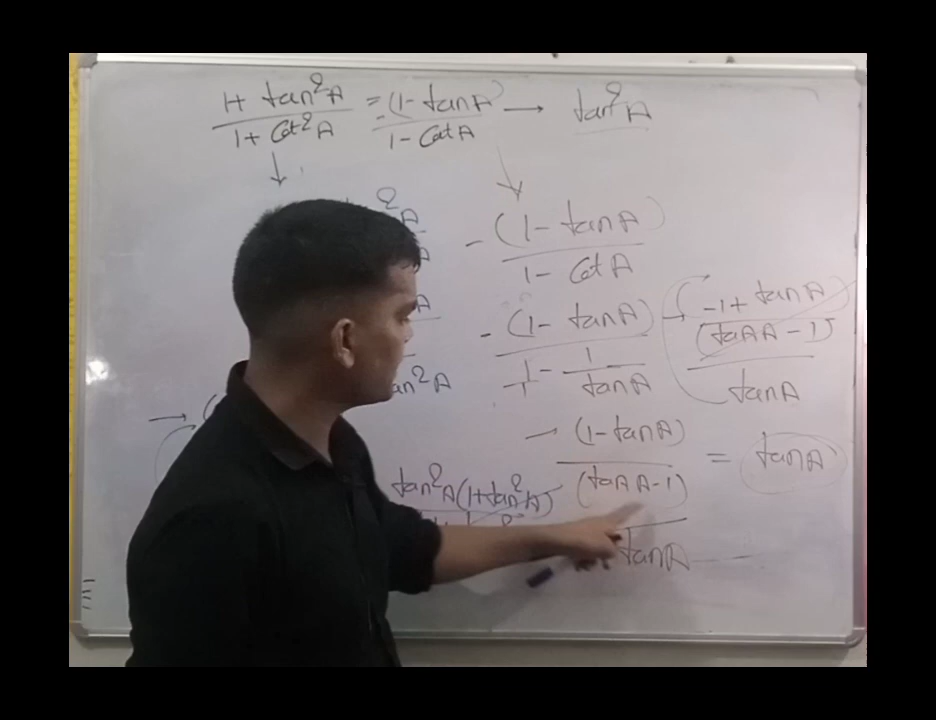 1+ tan²A = -(1-tanA) → tan²A
1+ Cot²A 1- CotA
²A
A
-(1-tanA)
1- CotA
-(1- tanA)
1- 1
tanA
-1+tanA
(tanA-1)
tanA
an²A
→ (1-tanA)
(tanA-1)
tanA
= tanA
tan²A(1+tan²A)